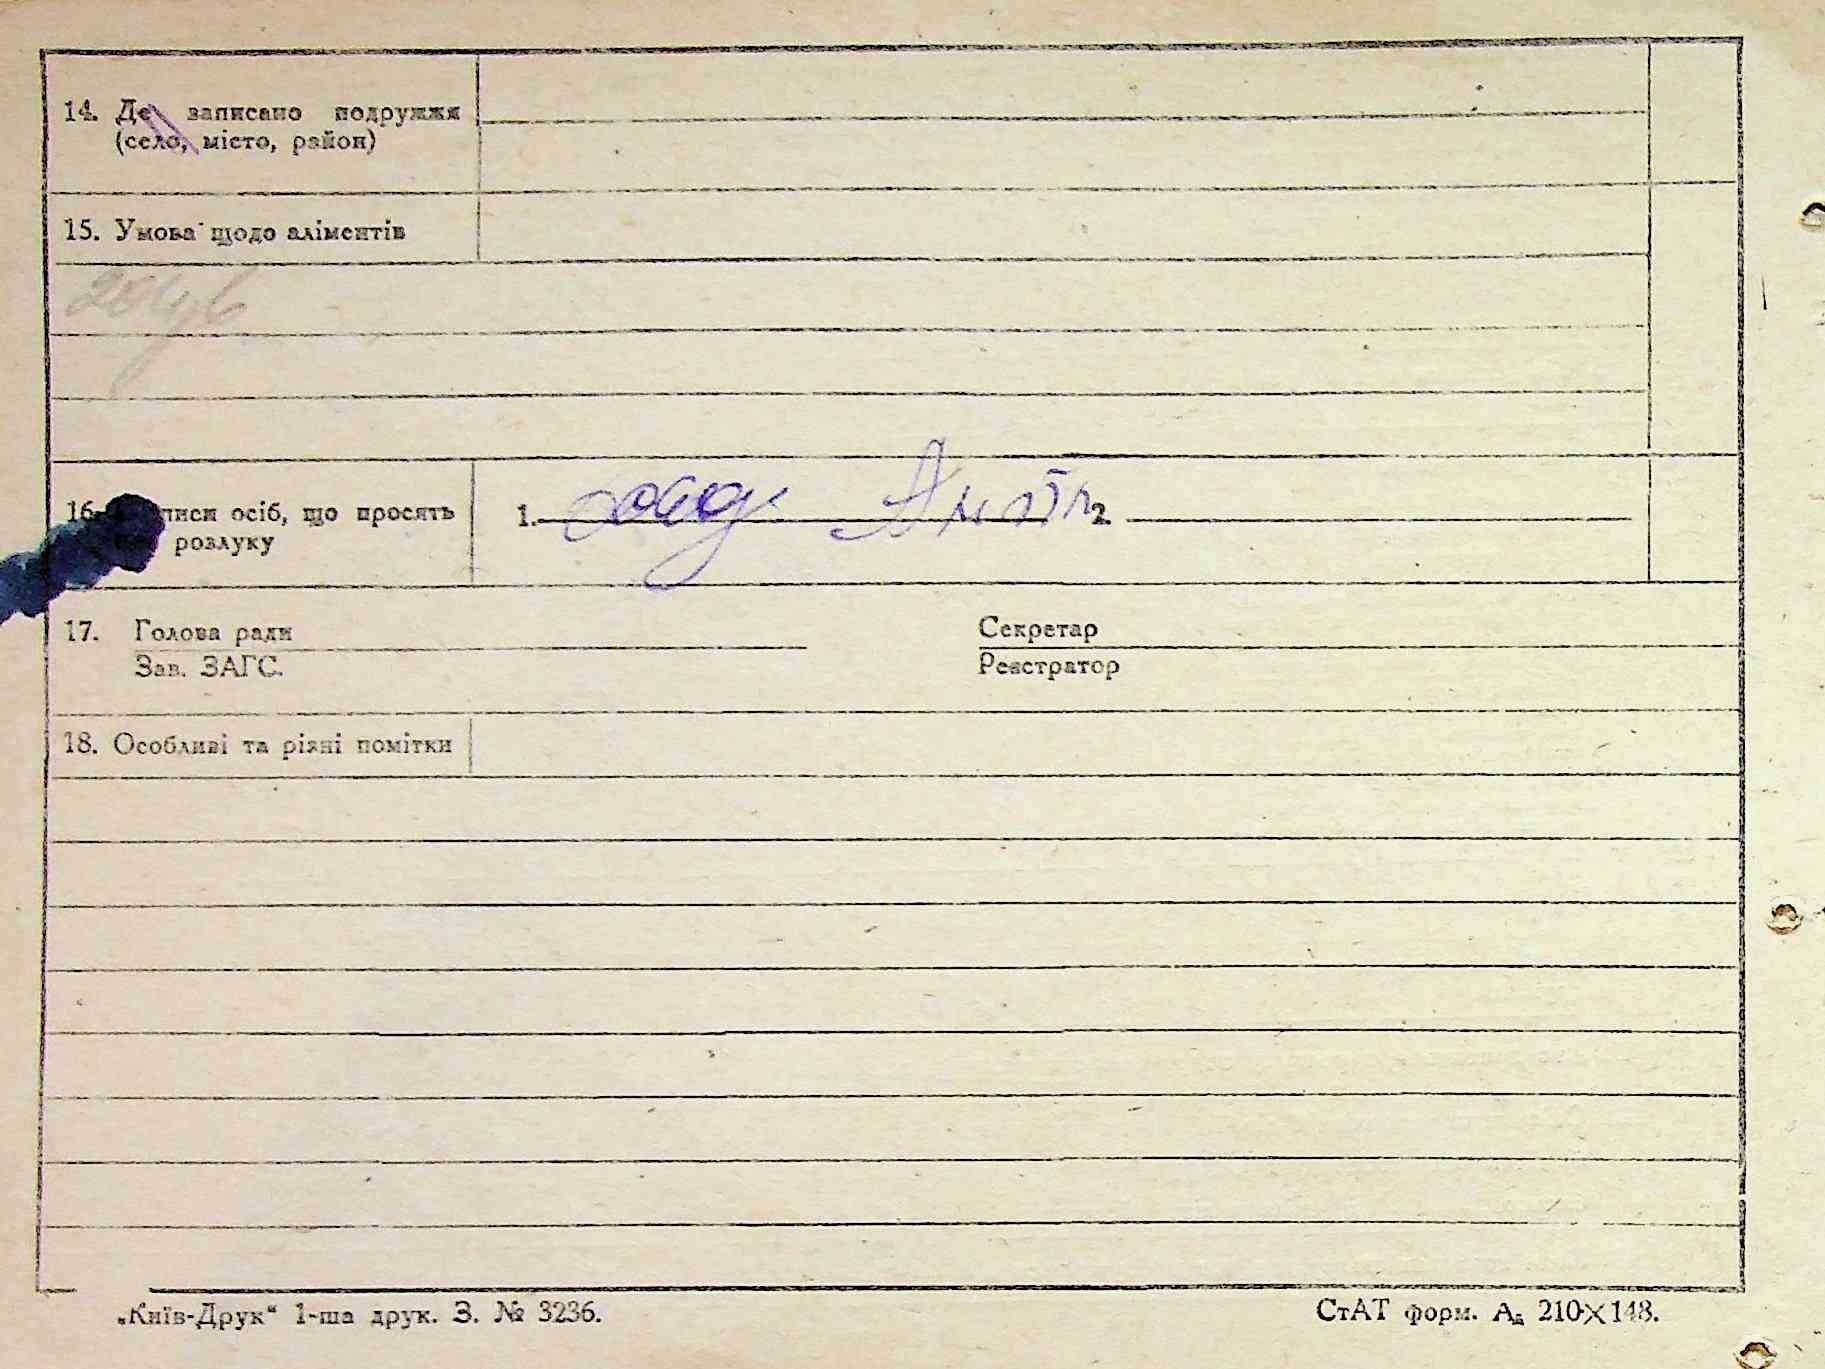 14. Де записано подружжя
(село, місто, район)
15. Умова щодо аліментів
16. писи осіб, що просять 1. 2.
розлуку
17. Голова ради Секретар
Зав. ЗАГС. Реєстратор
18. Особливі та різні помітки
„Київ-Друк“ 1-ша друк. З. № 3236. СтАТ форм. А₅ 210×148.